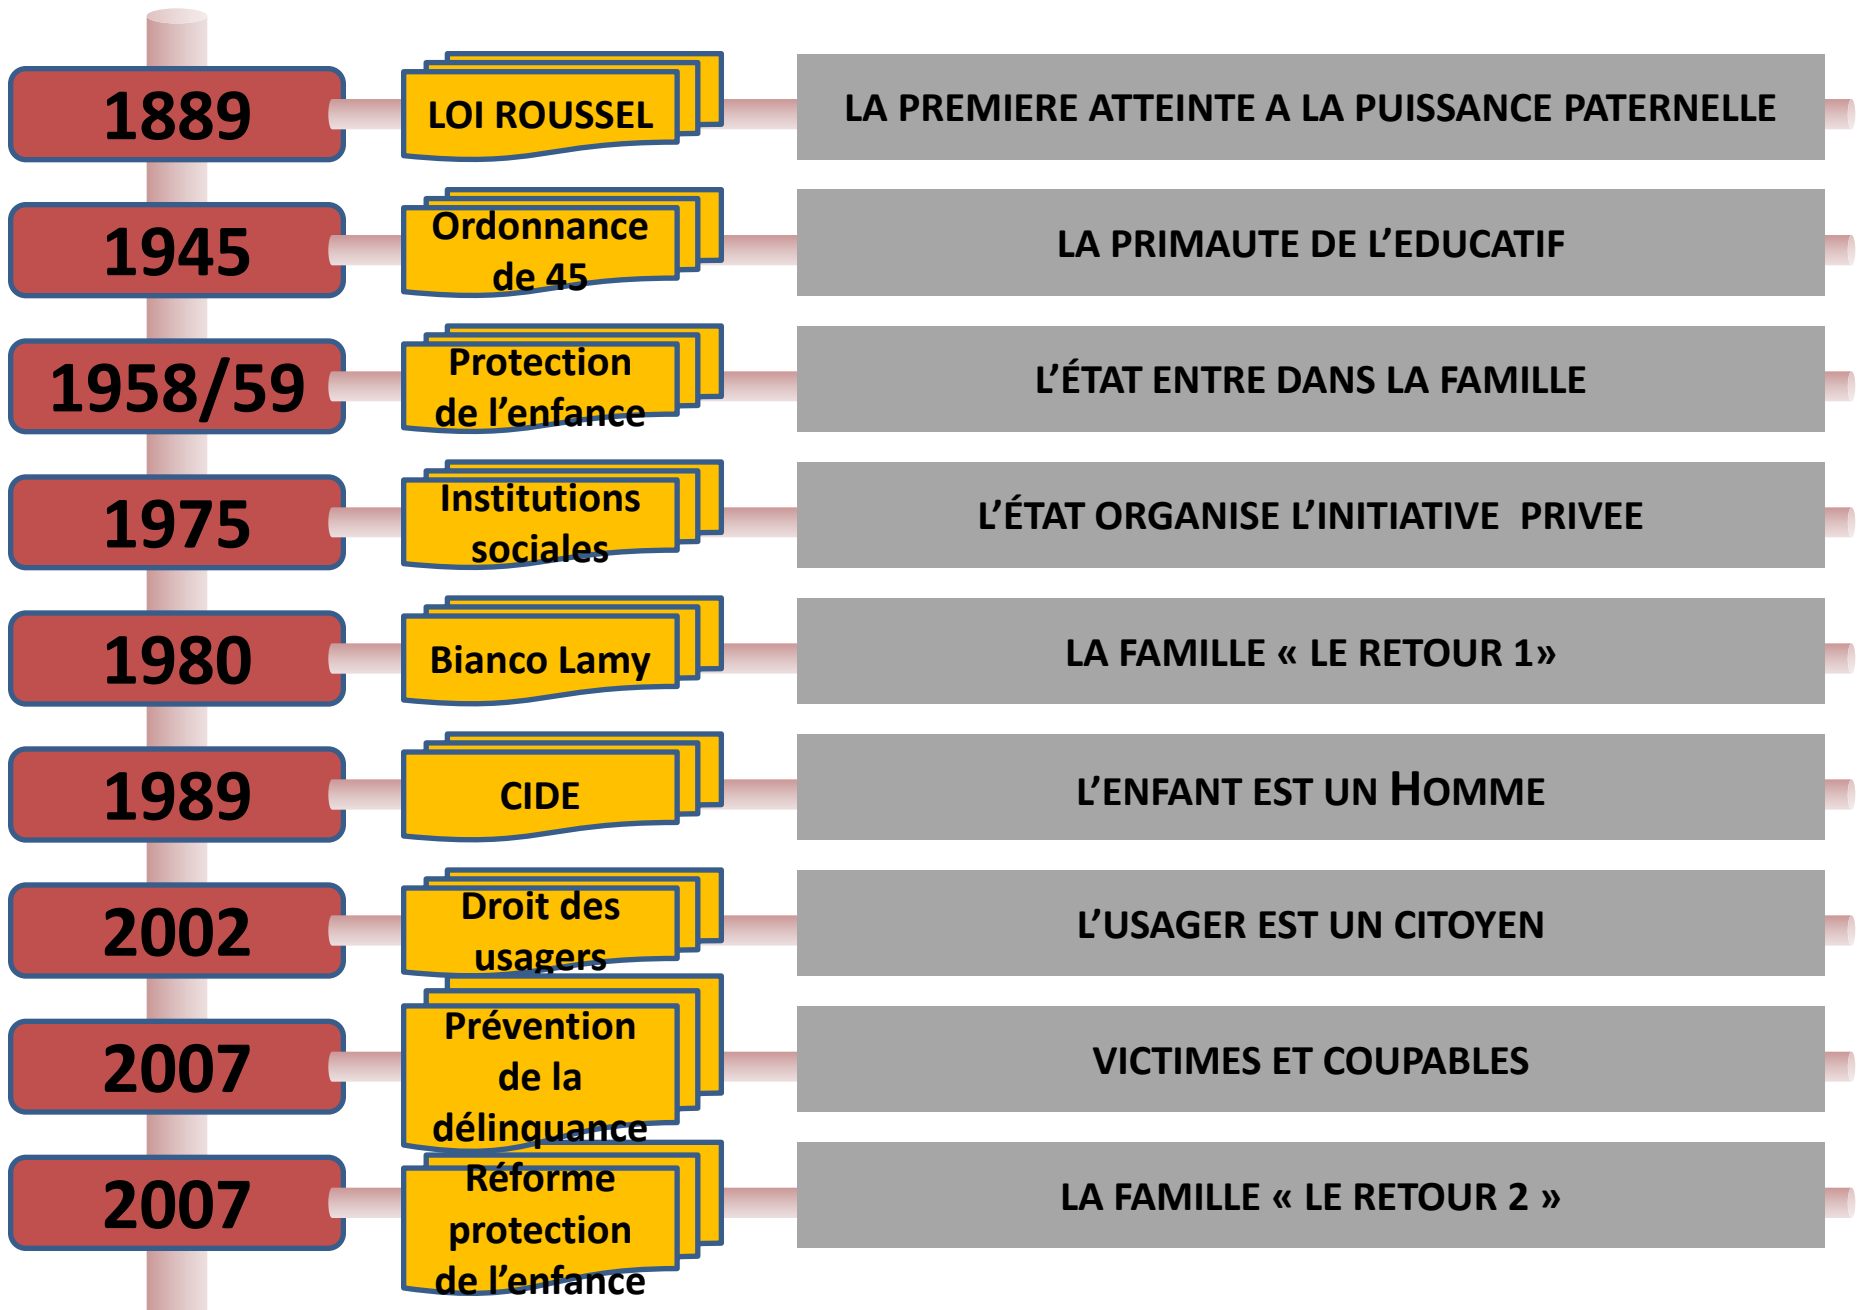 1889
LOI ROUSSEL
LA PREMIERE ATTEINTE A LA PUISSANCE PATERNELLE
1945
Ordonnance
de 45
LA PRIMAUTE DE L’EDUCATIF
1958/59
Protection
de l’enfance
L’ÉTAT ENTRE DANS LA FAMILLE
1975
Institutions
sociales
L’ÉTAT ORGANISE L’INITIATIVE  PRIVEE
1980
Bianco Lamy
LA FAMILLE « LE RETOUR 1»
1989
CIDE
L’ENFANT EST UN HOMME
2002
Droit des
usagers
L’USAGER EST UN CITOYEN
2007
Prévention
de la
délinquance
VICTIMES ET COUPABLES
2007
Réforme
protection
de l’enfance
LA FAMILLE « LE RETOUR 2 »